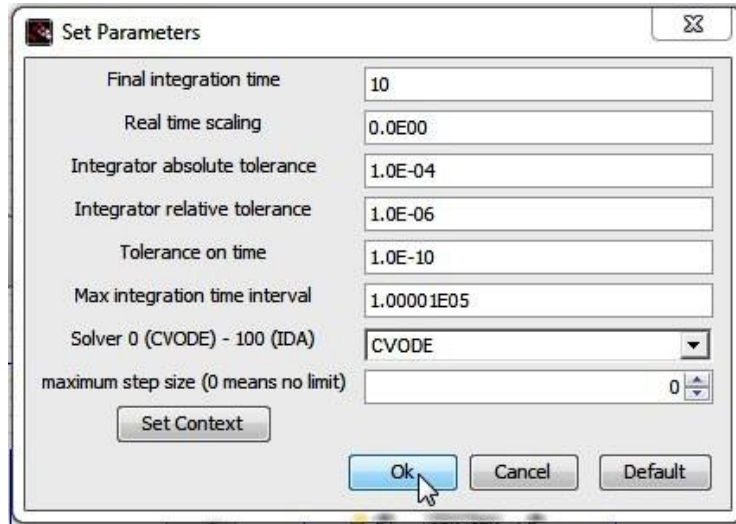 Set Parameters
Final integration time 10
Real time scaling 0.0E00
Integrator absolute tolerance 1.0E-04
Integrator relative tolerance 1.0E-06
Tolerance on time 1.0E-10
Max integration time interval 1.00001E05
Solver 0 (CVODE) - 100 (IDA) CVODE
maximum step size (0 means no limit) 0
Set Context
Ok Cancel Default